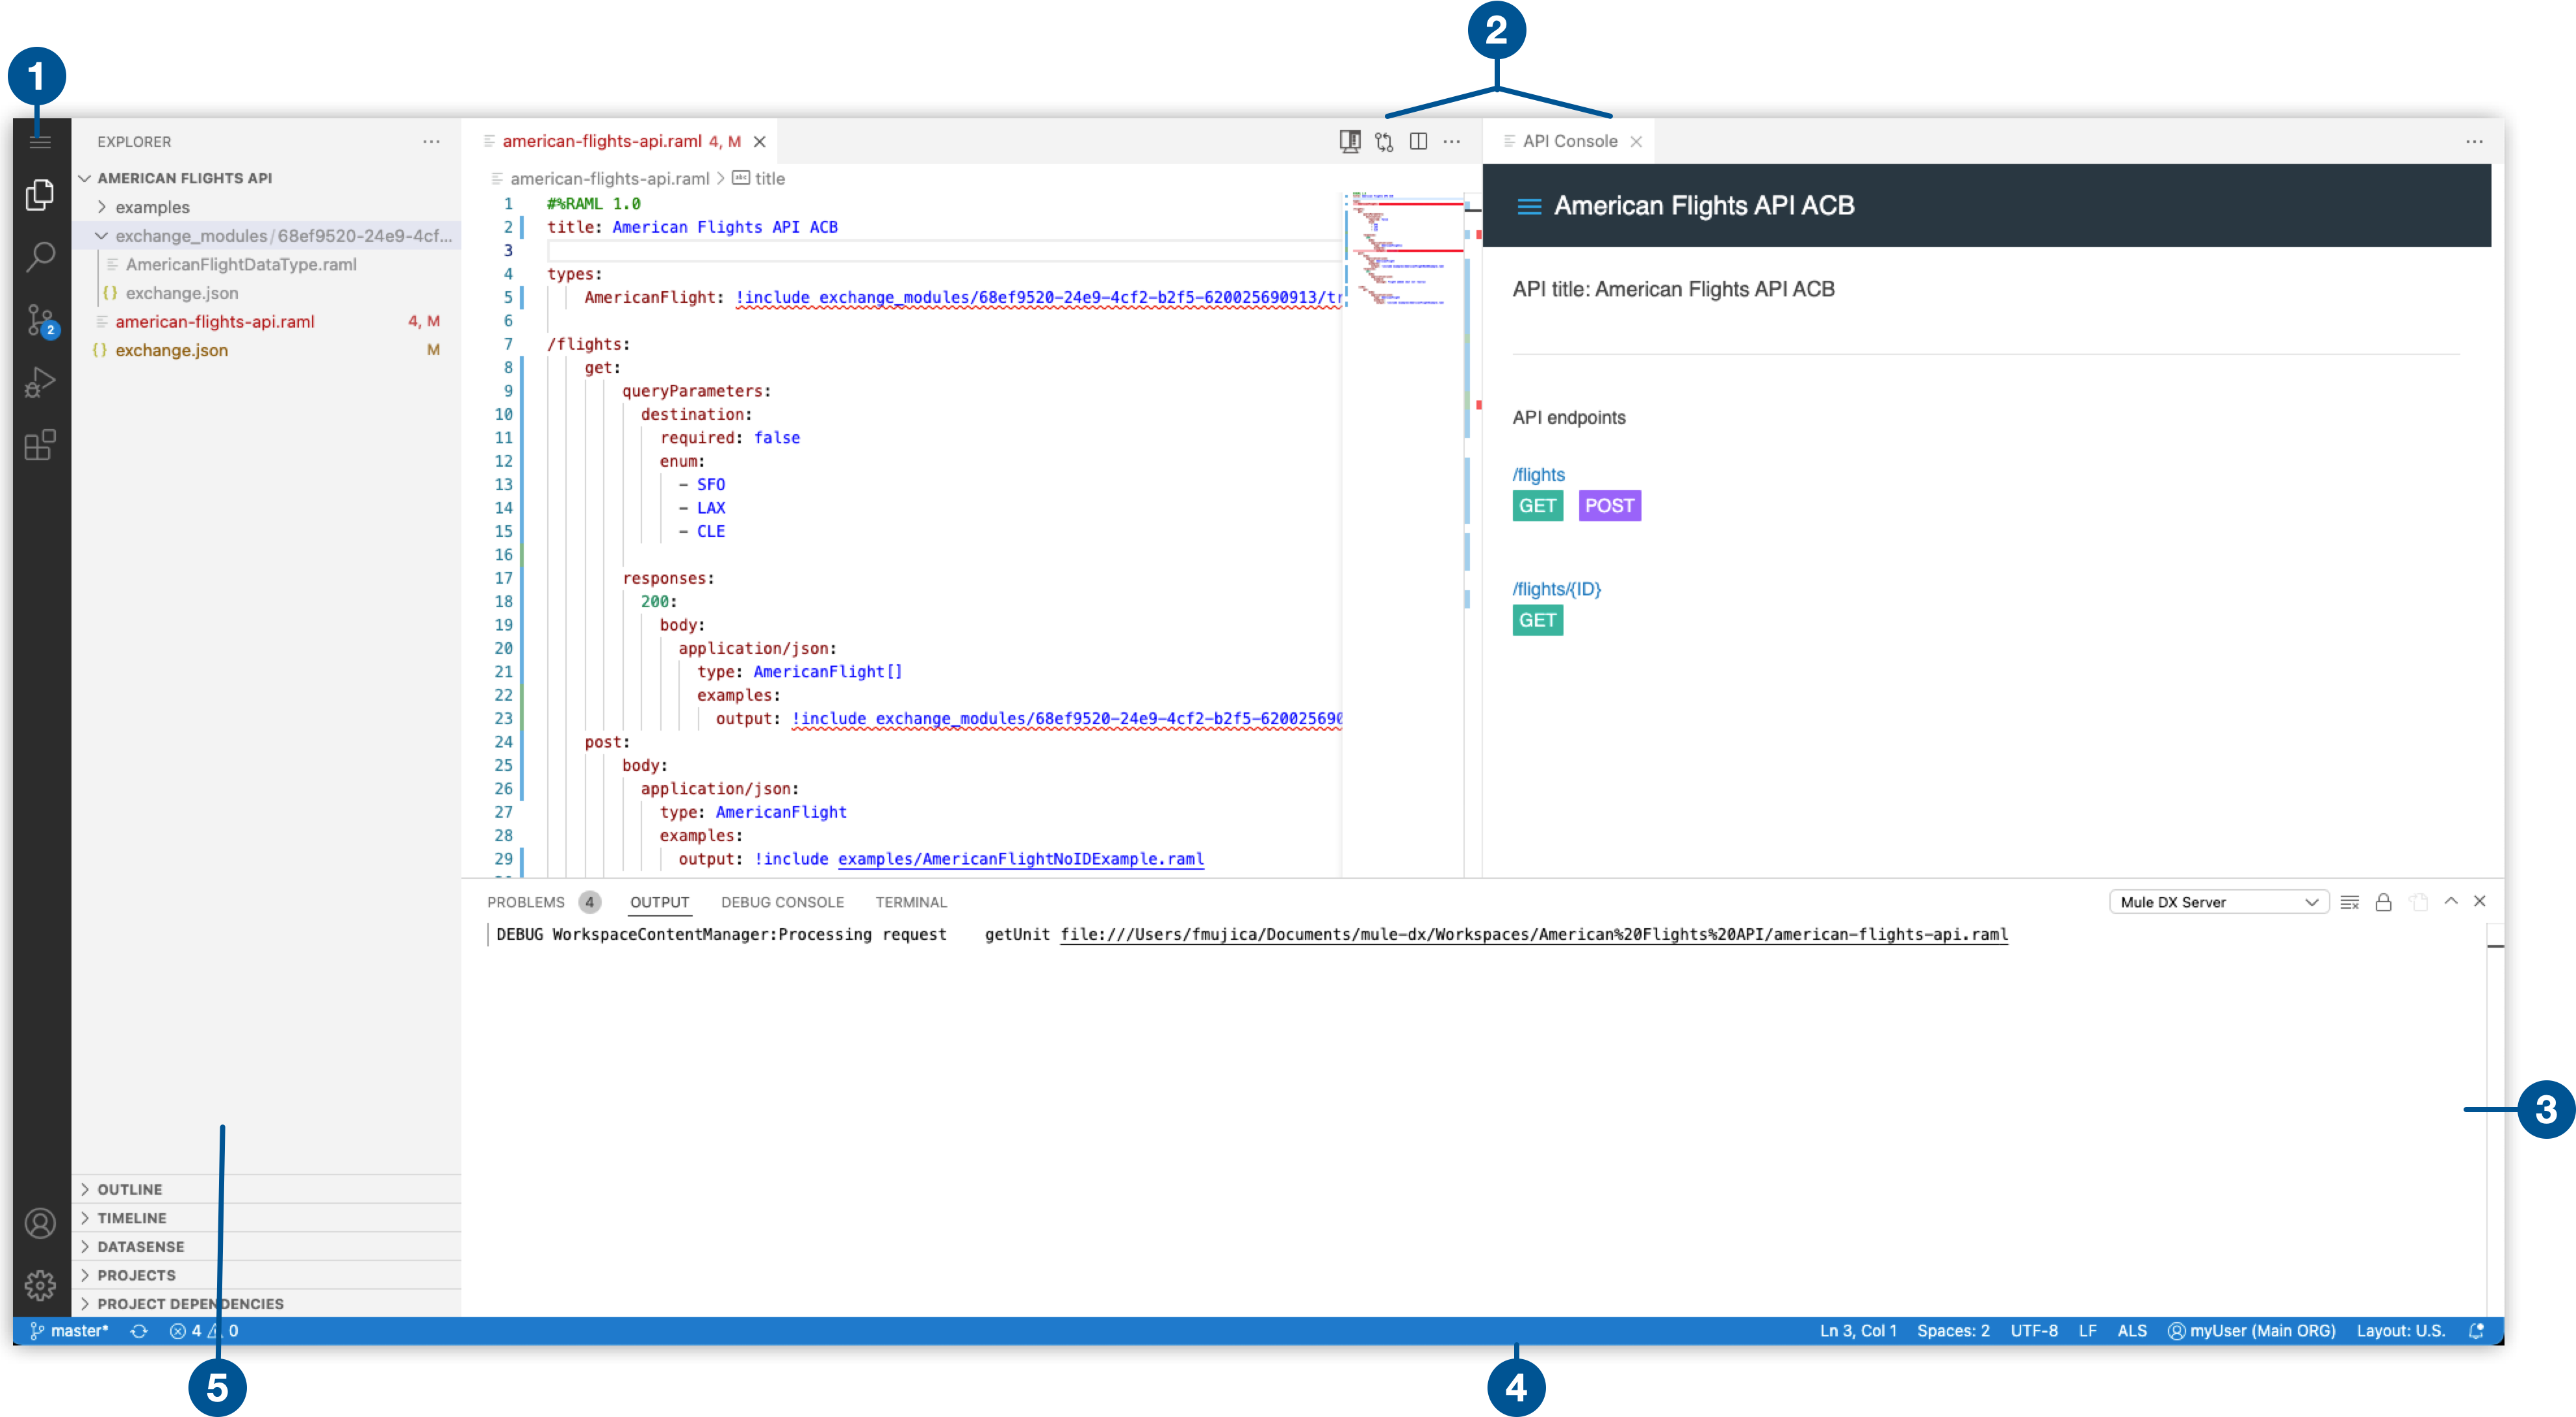 2
1
EXPLORER
AMERICAN FLIGHTS API
examples
exchange_modules/68ef9520-24e9-4cf...
AmericanFlightDataType.raml
{} exchange.json
american-flights-api.raml 4, M
{} exchange.json M
american-flights-api.raml 4, M
american-flights-api.raml > abc title
1 #%RAML 1.0
2 title: American Flights API ACB
3
4 types:
5 AmericanFlight: !include exchange_modules/68ef9520-24e9-4cf2-b2f5-620025690913/tr
6
7 /flights:
8 get:
9 queryParameters:
10 destination:
11 required: false
12 enum:
13 - SFO
14 - LAX
15 - CLE
16
17 responses:
18 200:
19 body:
20 application/json:
21 type: AmericanFlight[]
22 examples:
23 output: !include exchange_modules/68ef9520-24e9-4cf2-b2f5-620025690
24 post:
25 body:
26 application/json:
27 type: AmericanFlight
28 examples:
29 output: !include examples/AmericanFlightNoIDExample.raml
API Console
American Flights API ACB
API title: American Flights API ACB
API endpoints
/flights
GET POST
/flights/{ID}
GET
2
PROBLEMS 4 OUTPUT DEBUG CONSOLE TERMINAL Mule DX Server
DEBUG WorkspaceContentManager:Processing request getUnit file:///Users/fmujica/Documents/mule-dx/Workspaces/American%20Flights%20API/american-flights-api.raml
3
OUTLINE
TIMELINE
DATASENSE
PROJECTS
PROJECT DEPENDENCIES
master* 4 0 Ln 3, Col 1 Spaces: 2 UTF-8 LF ALS myUser (Main ORG) Layout: U.S.
5
4